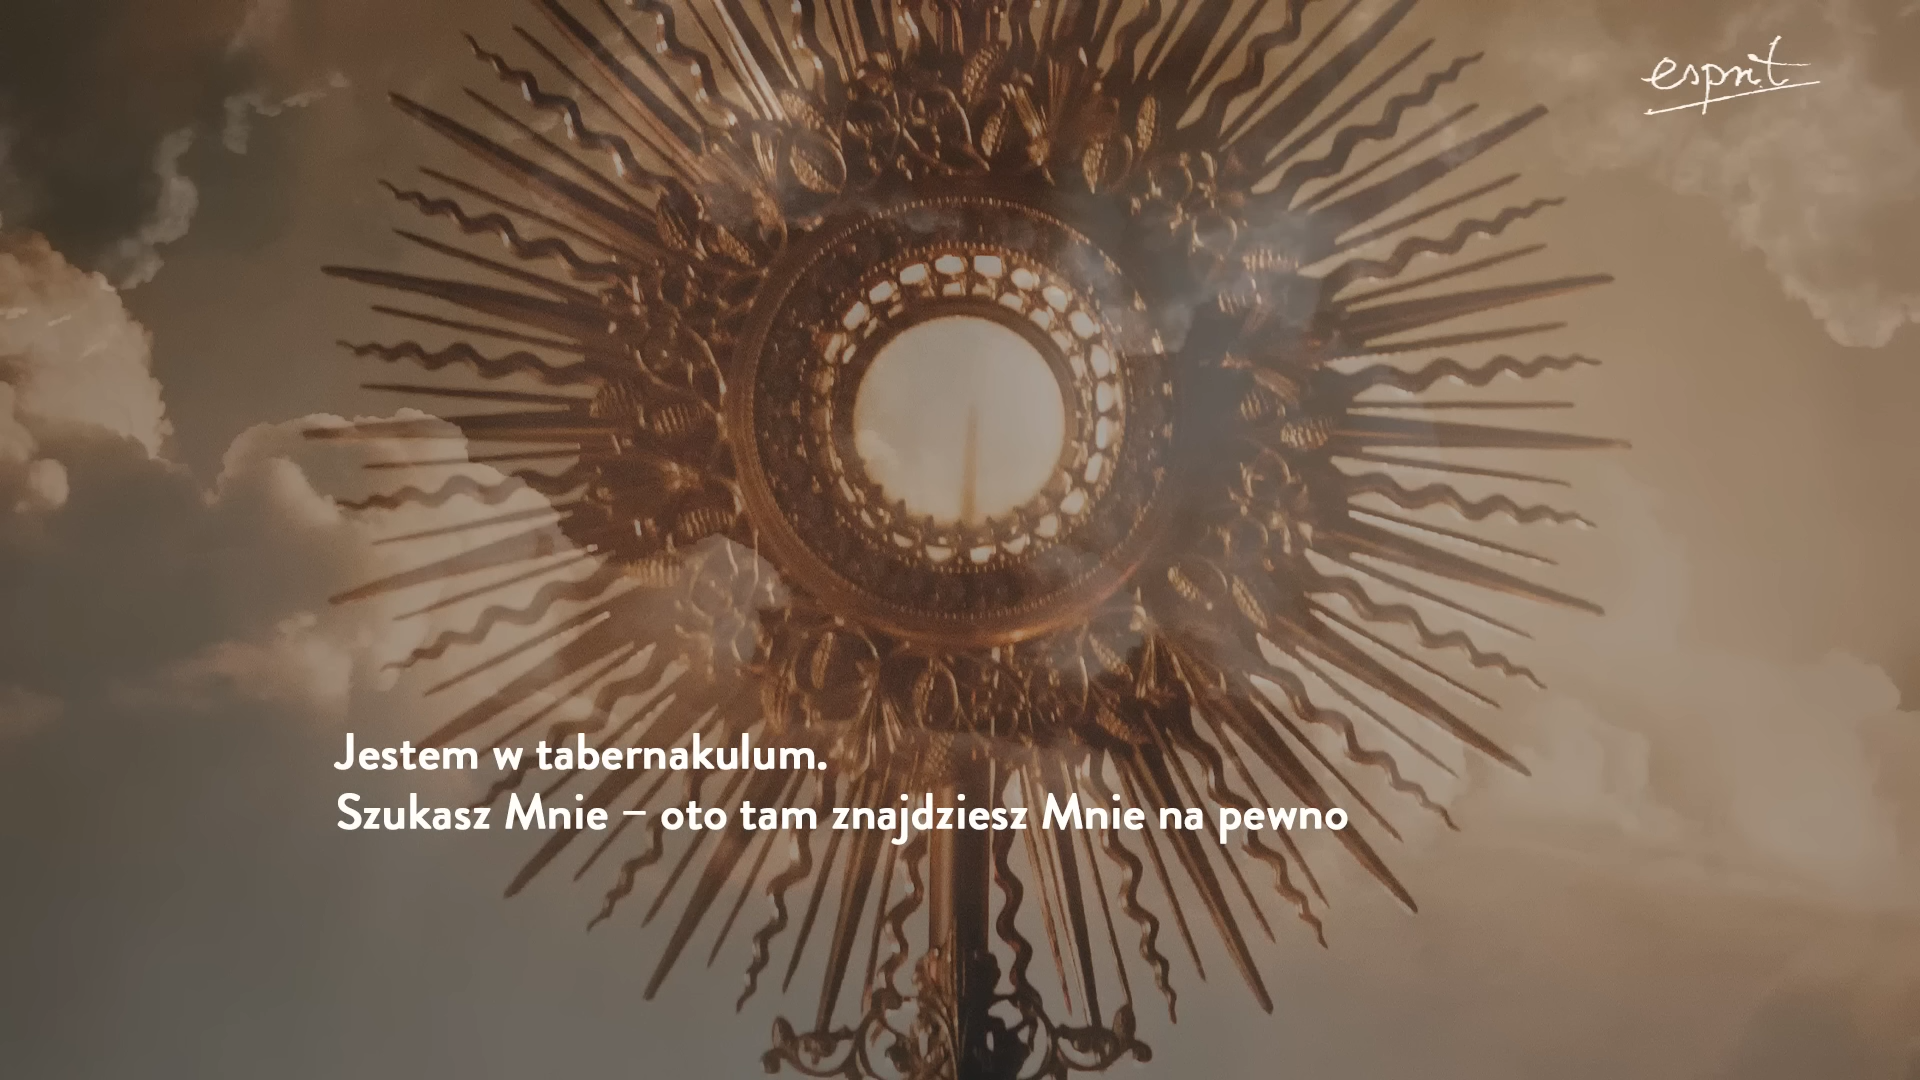 esprit
Jestem w tabernakulum.
Szukasz Mnie – oto tam znajdziesz Mnie na pewno